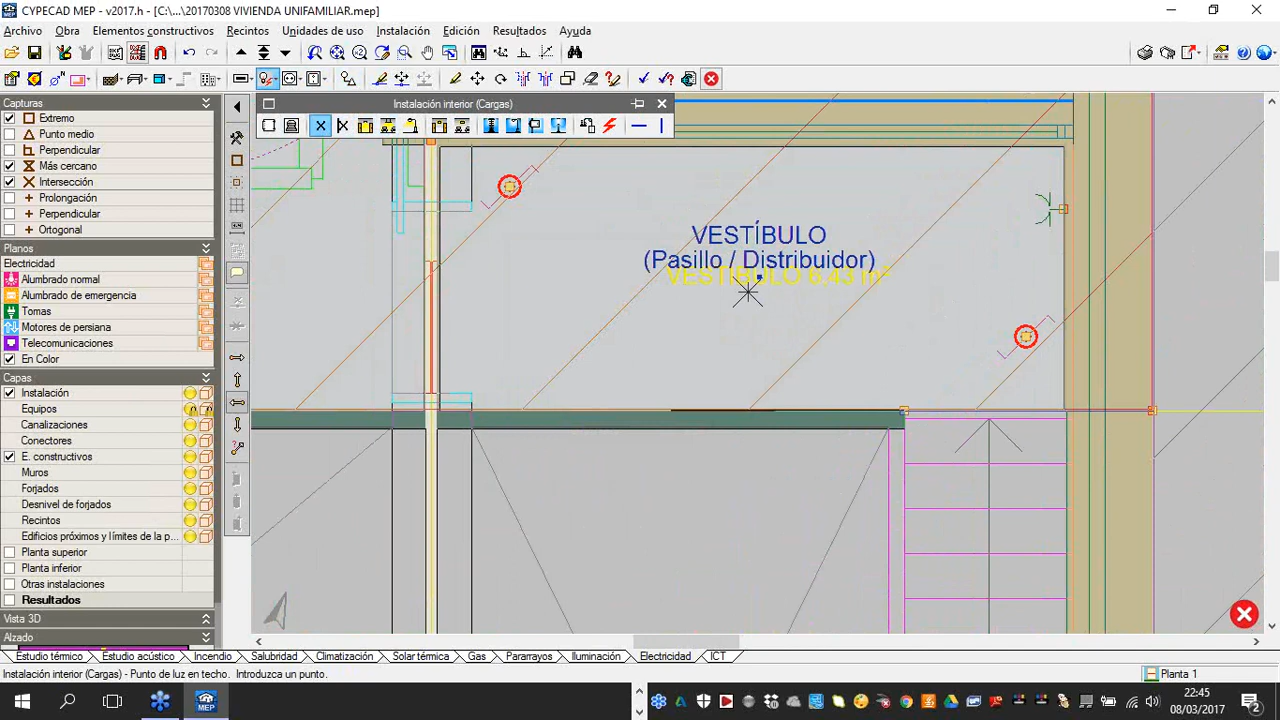 CYPECAD MEP - v2017.h - [C:\...\20170308 VIVIENDA UNIFAMILIAR.mep]
Archivo Obra Elementos constructivos Recintos Unidades de uso Instalación Edición Resultados Ayuda
Capturas
Extremo
Punto medio
Perpendicular
Más cercano
Intersección
Prolongación
Perpendicular
Ortogonal
Planos
Electricidad
Alumbrado normal
Alumbrado de emergencia
Tomas
Motores de persiana
Telecomunicaciones
En Color
Capas
Instalación
Equipos
Canalizaciones
Conectores
E. constructivos
Muros
Forjados
Desnivel de forjados
Recintos
Edificios próximos y límites de la p...
Planta superior
Planta inferior
Otras instalaciones
Resultados
Vista 3D
Alzado
Instalación interior (Cargas)
VESTÍBULO
(Pasillo / Distribuidor)
VESTIBULO 6.43 m²
Estudio térmico Estudio acústico Incendio Salubridad Climatización Solar térmica Gas Pararrayos Iluminación Electricidad ICT
Instalación interior (Cargas) - Punto de luz en techo. Introduzca un punto.
Planta 1
MEP
22:45
08/03/2017
2